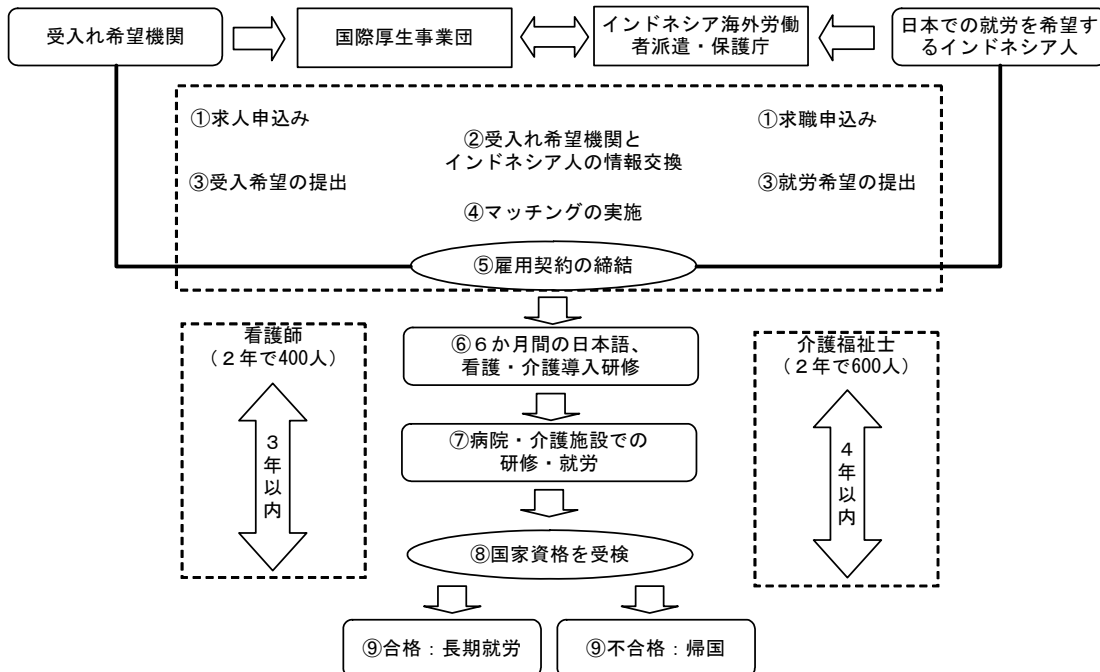 受入れ希望機関
国際厚生事業団
インドネシア海外労働
者派遣・保護庁
日本での就労を希望す
るインドネシア人
①求人申込み
①求職申込み
②受入れ希望機関と
インドネシア人の情報交換
③受入希望の提出
③就労希望の提出
④マッチングの実施
⑤雇用契約の締結
看護師
(２年で400人)
３年以内
⑥６か月間の日本語、
看護・介護導入研修
介護福祉士
(２年で600人)
４年以内
⑦病院・介護施設での
研修・就労
⑧国家資格を受検
⑨合格：長期就労
⑨不合格：帰国